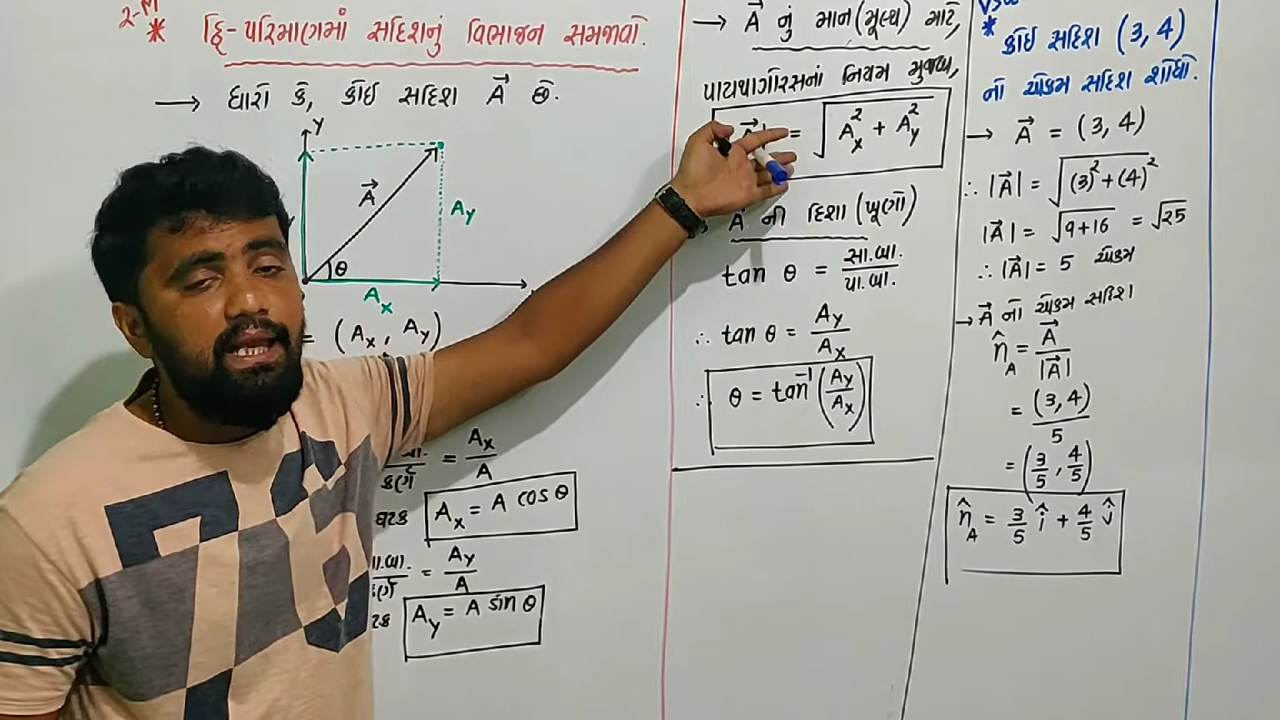 2-M
* દ્વિ-પરિમાણમાં સદિશનું વિભાજન સમજાવો.
→ ધારો કે, કોઈ સદિશ A⃗ છે.
Y
A⃗
Ay
θ
Ax
= (Ax, Ay)
કર્ણ = Ax/A
ઘટક Ax = A cos θ
= Ay/A
Ay = A sin θ
→ A⃗ નું માન(મૂલ્ય) માટે,
પાયથાગોરસનાં નિયમ મુજબ,
= √(Ax² + Ay²)
A ની દિશા (ખૂણો)
tan θ = સા.બા./પા.બા.
∴ tan θ = Ay/Ax
∴ θ = tan⁻¹(Ay/Ax)
* કોઈ સદિશ (3, 4)
નો એકમ સદિશ શોધો.
→ A⃗ = (3, 4)
∴ |A⃗| = √((3)² + (4)²)
|A⃗| = √(9+16) = √25
∴ |A⃗| = 5 એકમ
→ A⃗ નો એકમ સદિશ
n̂A = A⃗/|A⃗|
= (3, 4)/5
= (3/5, 4/5)
n̂A = 3/5 î + 4/5 ĵ